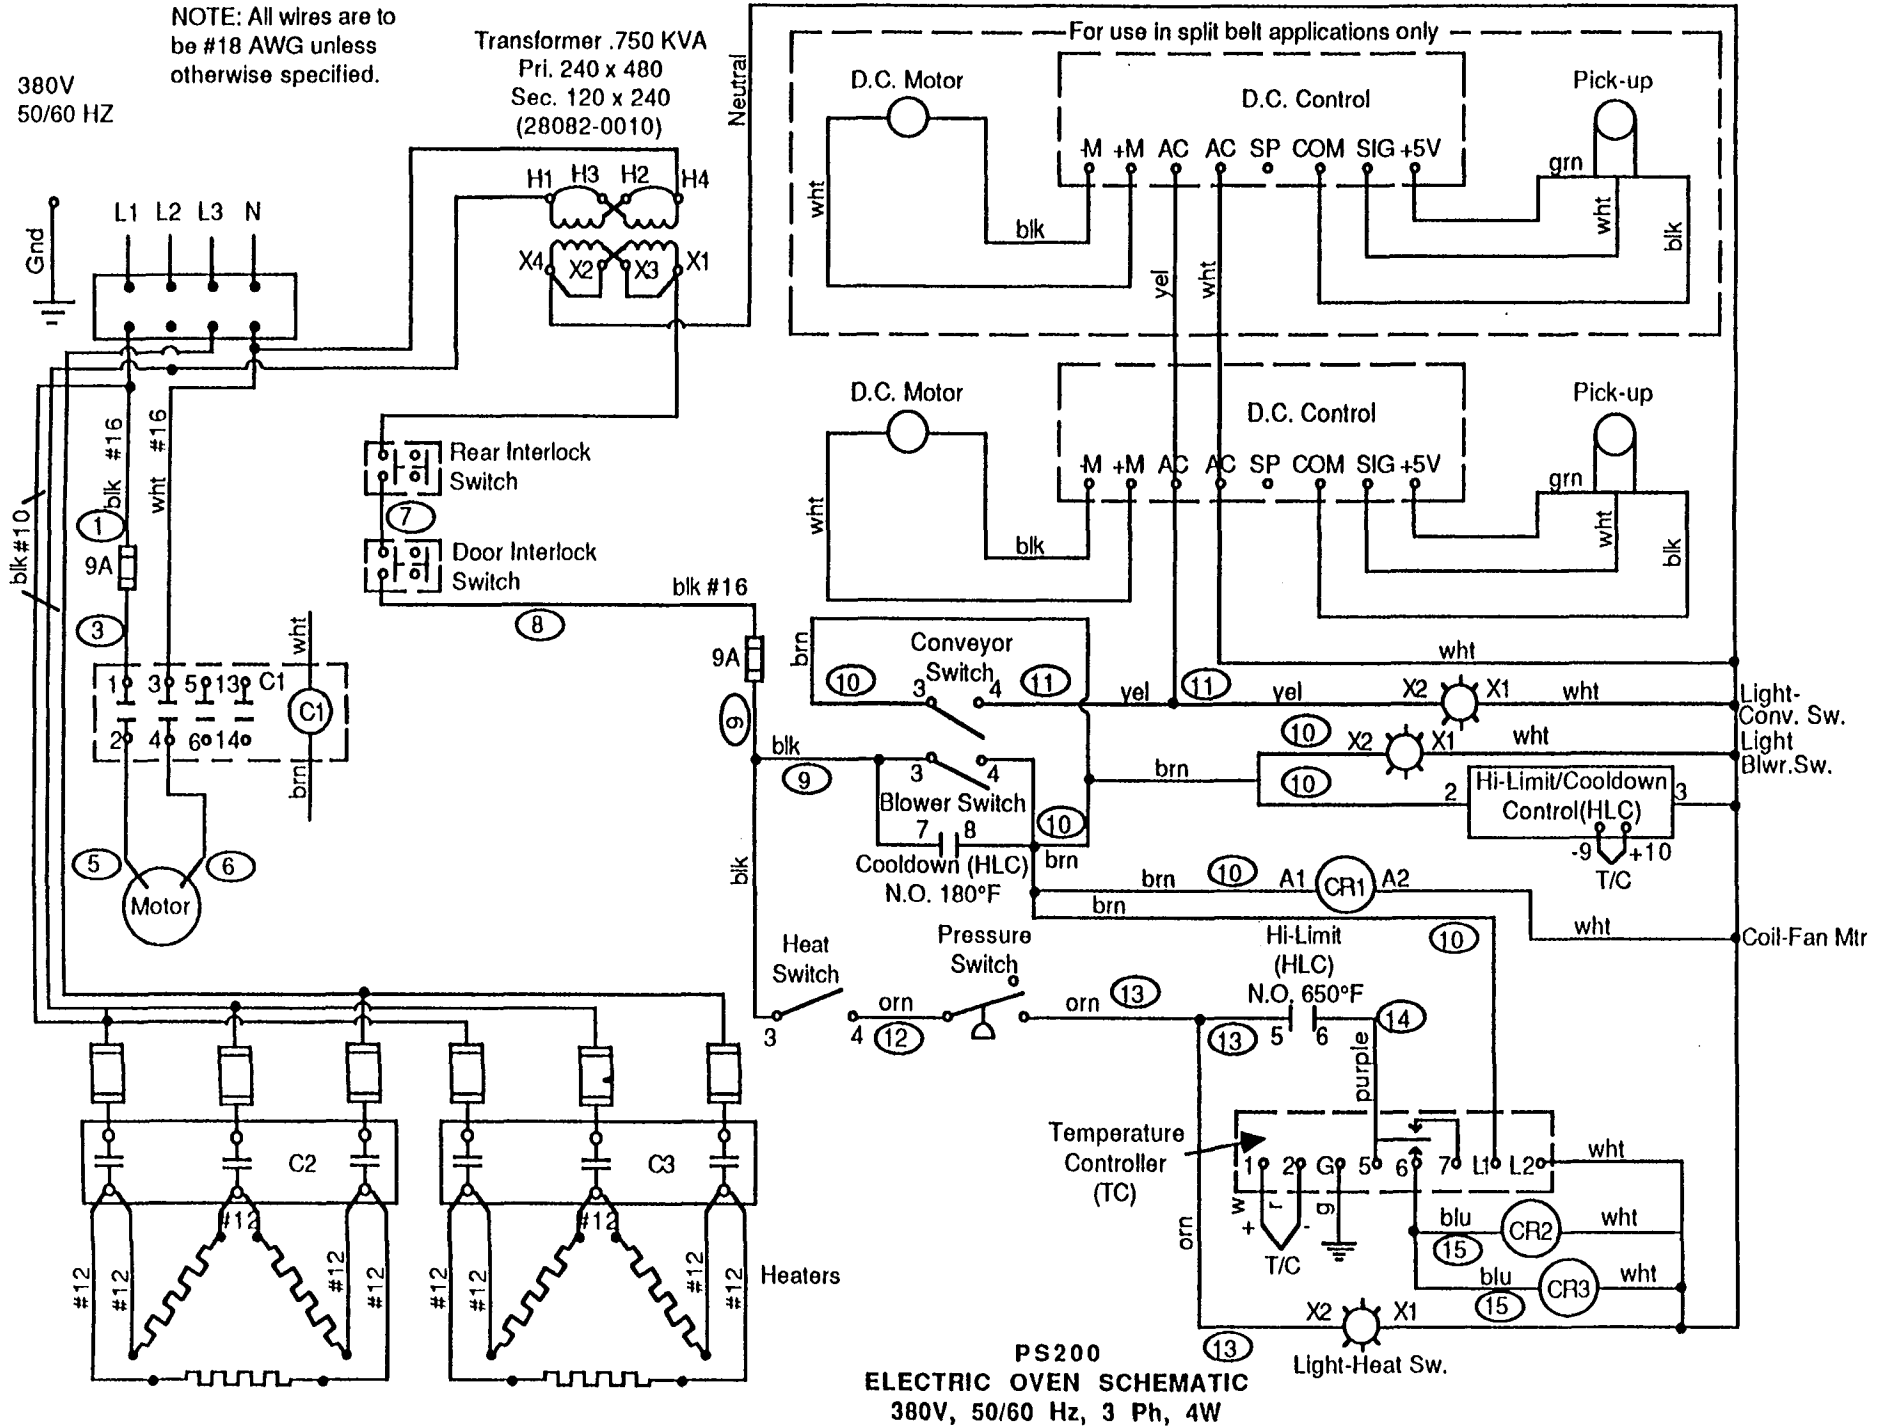 NOTE: All wires are to
be #18 AWG unless
otherwise specified.
380V
50/60 HZ
Transformer .750 KVA
Pri. 240 x 480
Sec. 120 x 240
(28082-0010)
Neutral
For use in split belt applications only
D.C. Motor
D.C. Control
Pick-up
-M +M AC AC SP COM SIG +5V
grn
wht
blk
wht
blk
yel
wht
H1 H3 H2 H4
X4 X2 X3 X1
Gnd
L1 L2 L3 N
D.C. Motor
D.C. Control
Pick-up
-M +M AC AC SP COM SIG +5V
grn
wht
blk
wht
blk
#16
#16
blk
wht
blk#10
1
9A
3
Rear Interlock
Switch
7
Door Interlock
Switch
blk #16
8
9A
9
wht
1 3 5 13 C1
C1
2 4 6 14
brn
5
6
Motor
brn
Conveyor
Switch
10
3
4
11
yel
11
yel
X2
X1
wht
wht
Light-
Conv. Sw.
10
X2
X1
wht
Light
Blwr.Sw.
blk
9
3
4
Blower Switch
7
8
10
Cooldown (HLC)
N.O. 180°F
brn
brn
10
2
Hi-Limit/Cooldown
Control(HLC)
3
-9
+10
T/C
brn
10
A1
CR1
A2
brn
10
wht
Coil-Fan Mtr
blk
Heat
Switch
3
4
orn
12
Pressure
Switch
orn
13
Hi-Limit
(HLC)
N.O. 650°F
13
5
6
14
purple
Temperature
Controller
(TC)
1 2 G 5 6 7 L1 L2
wht
w
r
g
+
-
T/C
orn
blu
15
CR2
wht
blu
15
CR3
wht
X2
X1
13
Light-Heat Sw.
C2
C3
#12
#12
#12
#12
#12
#12
#12
#12
#12
#12
Heaters
PS200
ELECTRIC OVEN SCHEMATIC
380V, 50/60 Hz, 3 Ph, 4W